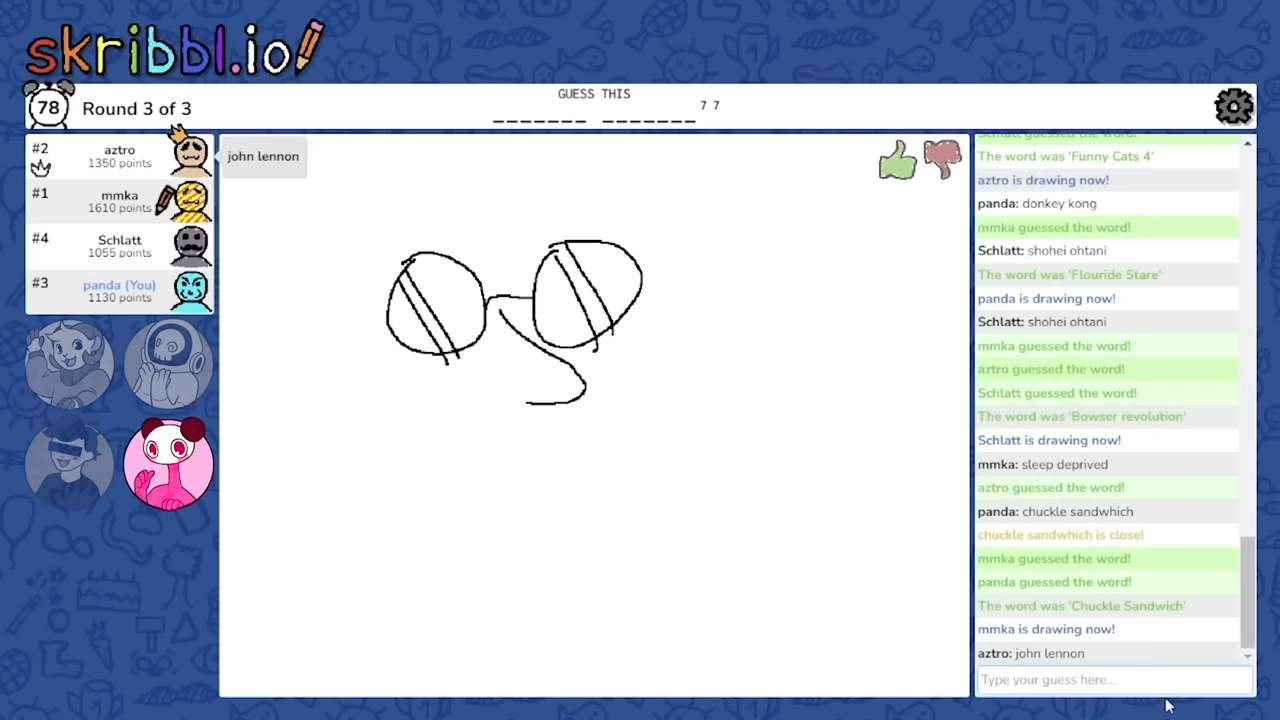 skribbl.io
78
Round 3 of 3
GUESS THIS
_______ _______ 7 7
#2
aztro
1350 points
#1
mmka
1610 points
#4
Schlatt
1055 points
#3
panda (You)
1130 points
john lennon
Schlatt guessed the word!
The word was 'Funny Cats 4'
aztro is drawing now!
panda: donkey kong
mmka guessed the word!
Schlatt: shohei ohtani
The word was 'Flouride Stare'
panda is drawing now!
Schlatt: shohei ohtani
mmka guessed the word!
aztro guessed the word!
Schlatt guessed the word!
The word was 'Bowser revolution'
Schlatt is drawing now!
mmka: sleep deprived
aztro guessed the word!
panda: chuckle sandwhich
chuckle sandwhich is close!
mmka guessed the word!
panda guessed the word!
The word was 'Chuckle Sandwich'
mmka is drawing now!
aztro: john lennon
Type your guess here...